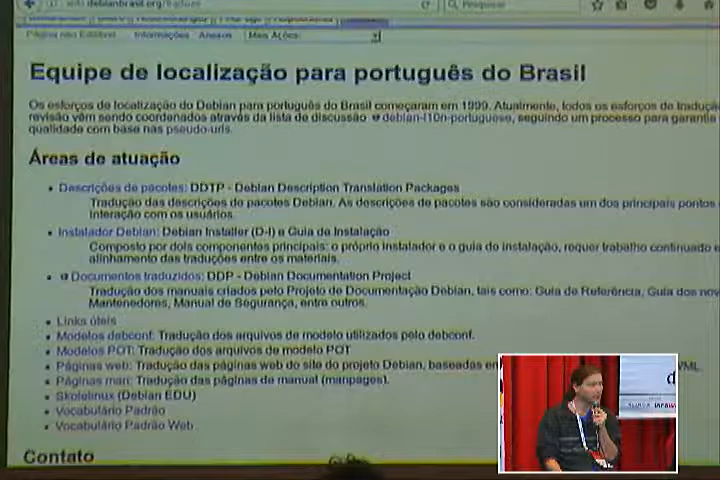 debianbrasil.org
Pesquisar
Página não Editável Informações Anexos Mais Ações:
Equipe de localização para português do Brasil
Os esforços de localização do Debian para português do Brasil começaram em 1999. Atualmente, todos os esforços de tradução
revisão vêm sendo coordenados através da lista de discussão debian-l10n-portuguese, seguindo um processo para garantia
qualidade com base nas pseudo-urls.
Áreas de atuação
Descrições de pacotes: DDTP - Debian Description Translation Packages
Tradução das descrições de pacotes Debian. As descrições de pacotes são consideradas um dos principais pontos
interação com os usuários.
Instalador Debian: Debian Installer (D-I) e Guia de Instalação
Composto por dois componentes principais: o próprio instalador e o guia de instalação, requer trabalho continuado e
alinhamento das traduções entre os materiais.
Documentos traduzidos: DDP - Debian Documentation Project
Tradução dos manuais criados pelo Projeto de Documentação Debian, tais como: Guia de Referência, Guia dos nov
Mantenedores, Manual de Segurança, entre outros.
Links úteis
Modelos debconf: Tradução dos arquivos de modelo utilizados pelo debconf.
Modelos POT: Tradução dos arquivos de modelo POT
Páginas web: Tradução das páginas web do site do projeto Debian, baseadas em
Páginas man: Tradução das páginas de manual (manpages).
Skolelinux (Debian EDU)
Vocabulário Padrão
Vocabulário Padrão Web
Contato